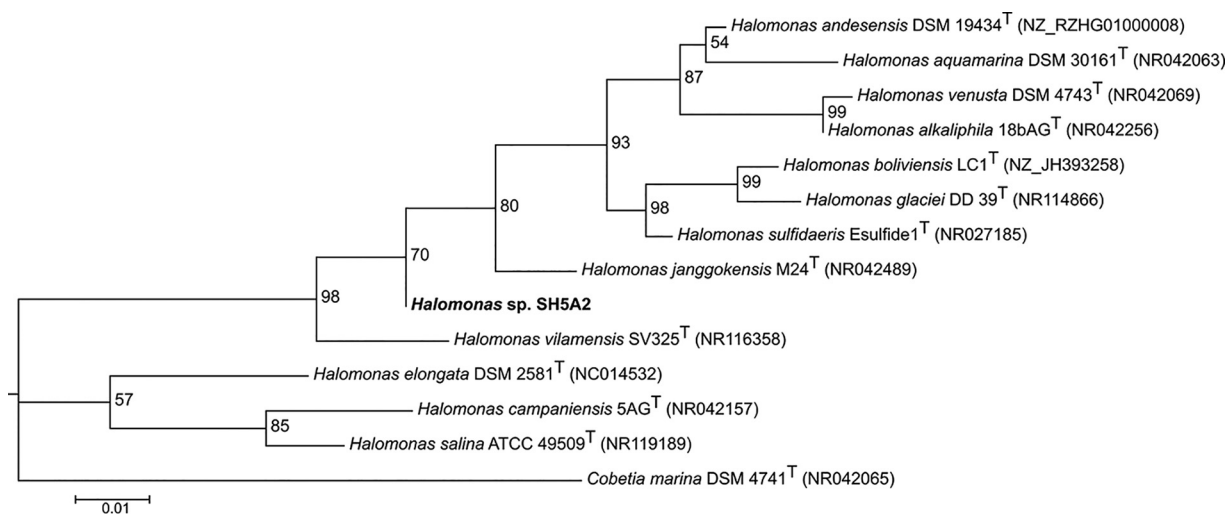 Halomonas andesensis DSM 19434T (NZ_RZHG01000008)
54
Halomonas aquamarina DSM 30161T (NR042063)
87
Halomonas venusta DSM 4743T (NR042069)
99
Halomonas alkaliphila 18bAGT (NR042256)
93
Halomonas boliviensis LC1T (NZ_JH393258)
99
Halomonas glaciei DD 39T (NR114866)
98
80
Halomonas sulfidaeris Esulfide1T (NR027185)
70
Halomonas janggokensis M24T (NR042489)
98
Halomonas sp. SH5A2
Halomonas vilamensis SV325T (NR116358)
Halomonas elongata DSM 2581T (NC014532)
57
Halomonas campaniensis 5AGT (NR042157)
85
Halomonas salina ATCC 49509T (NR119189)
Cobetia marina DSM 4741T (NR042065)
0.01